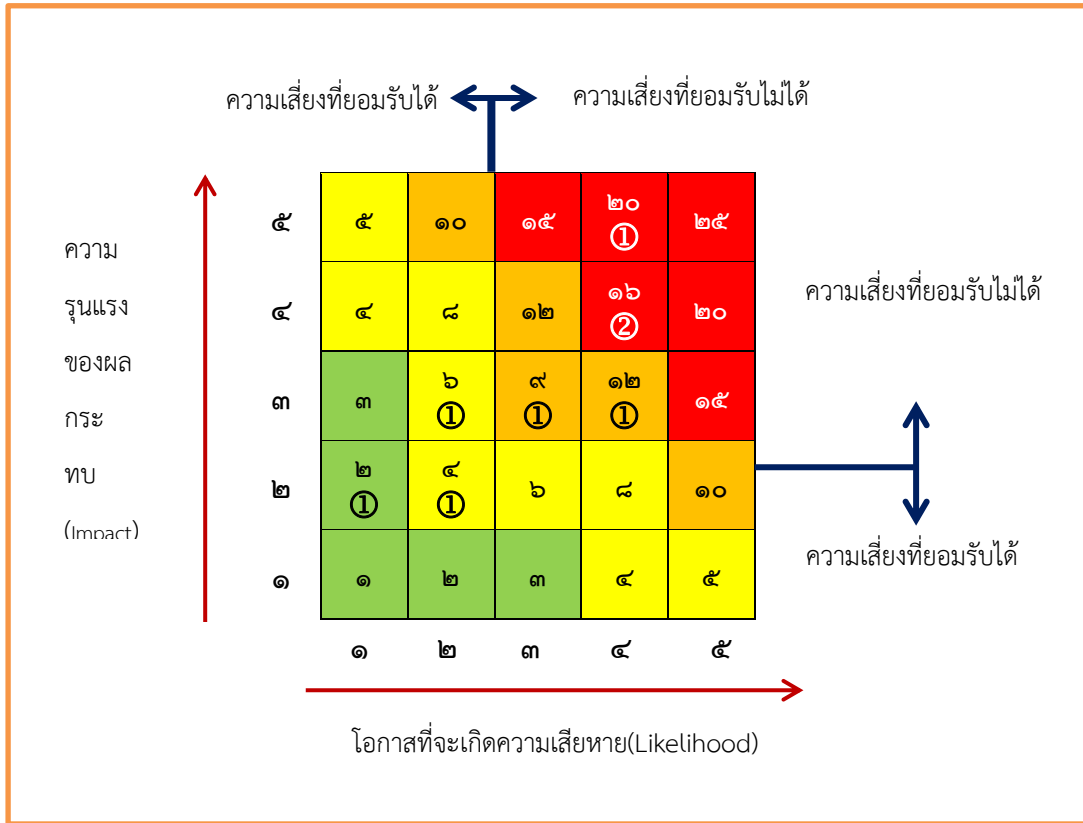 ความเสี่ยงที่ยอมรับได้ ความเสี่ยงที่ยอมรับไม่ได้
ความ
รุนแรง
ของผล
กระ
ทบ
(Impact)
๕ ๕ ๑๐ ๑๕ ๒๐ ① ๒๕
๔ ๔ ๘ ๑๒ ๑๖ ② ๒๐
๓ ๓ ๖ ① ๙ ① ๑๒ ① ๑๕
๒ ๒ ① ๔ ① ๖ ๘ ๑๐
๑ ๑ ๒ ๓ ๔ ๕
๑ ๒ ๓ ๔ ๕
ความเสี่ยงที่ยอมรับไม่ได้
ความเสี่ยงที่ยอมรับได้
โอกาสที่จะเกิดความเสียหาย(Likelihood)